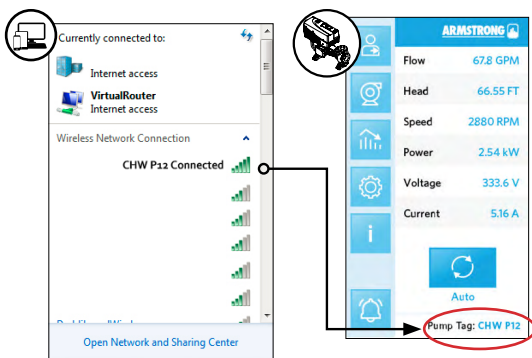 Currently connected to:
Internet access
VirtualRouter
Internet access
Wireless Network Connection
CHW P12 Connected
Open Network and Sharing Center
ARMSTRONG
Flow 67.8 GPM
Head 66.55 FT
Speed 2880 RPM
Power 2.54 kW
Voltage 333.6 V
Current 5.16 A
i
Auto
Pump Tag: CHW P12